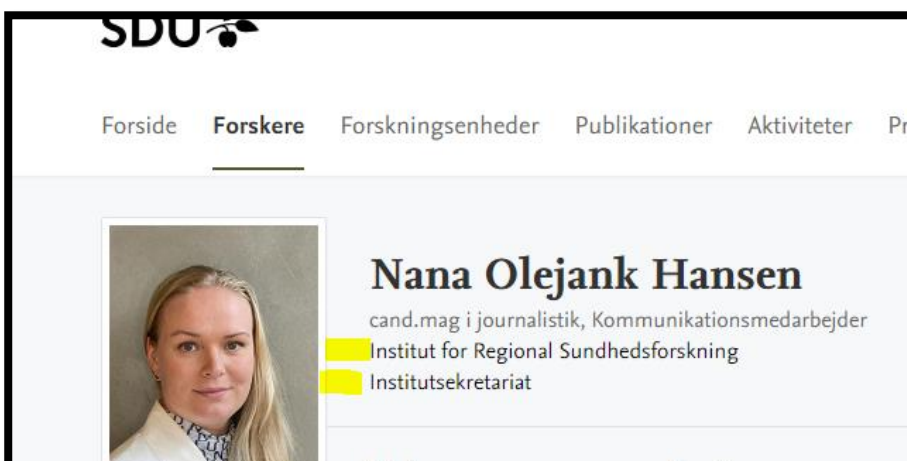 SDU
Forside Forskere Forskningsenheder Publikationer Aktiviteter
Nana Olejank Hansen
cand.mag i journalistik, Kommunikationsmedarbejder
Institut for Regional Sundhedsforskning
Institutsekretariat